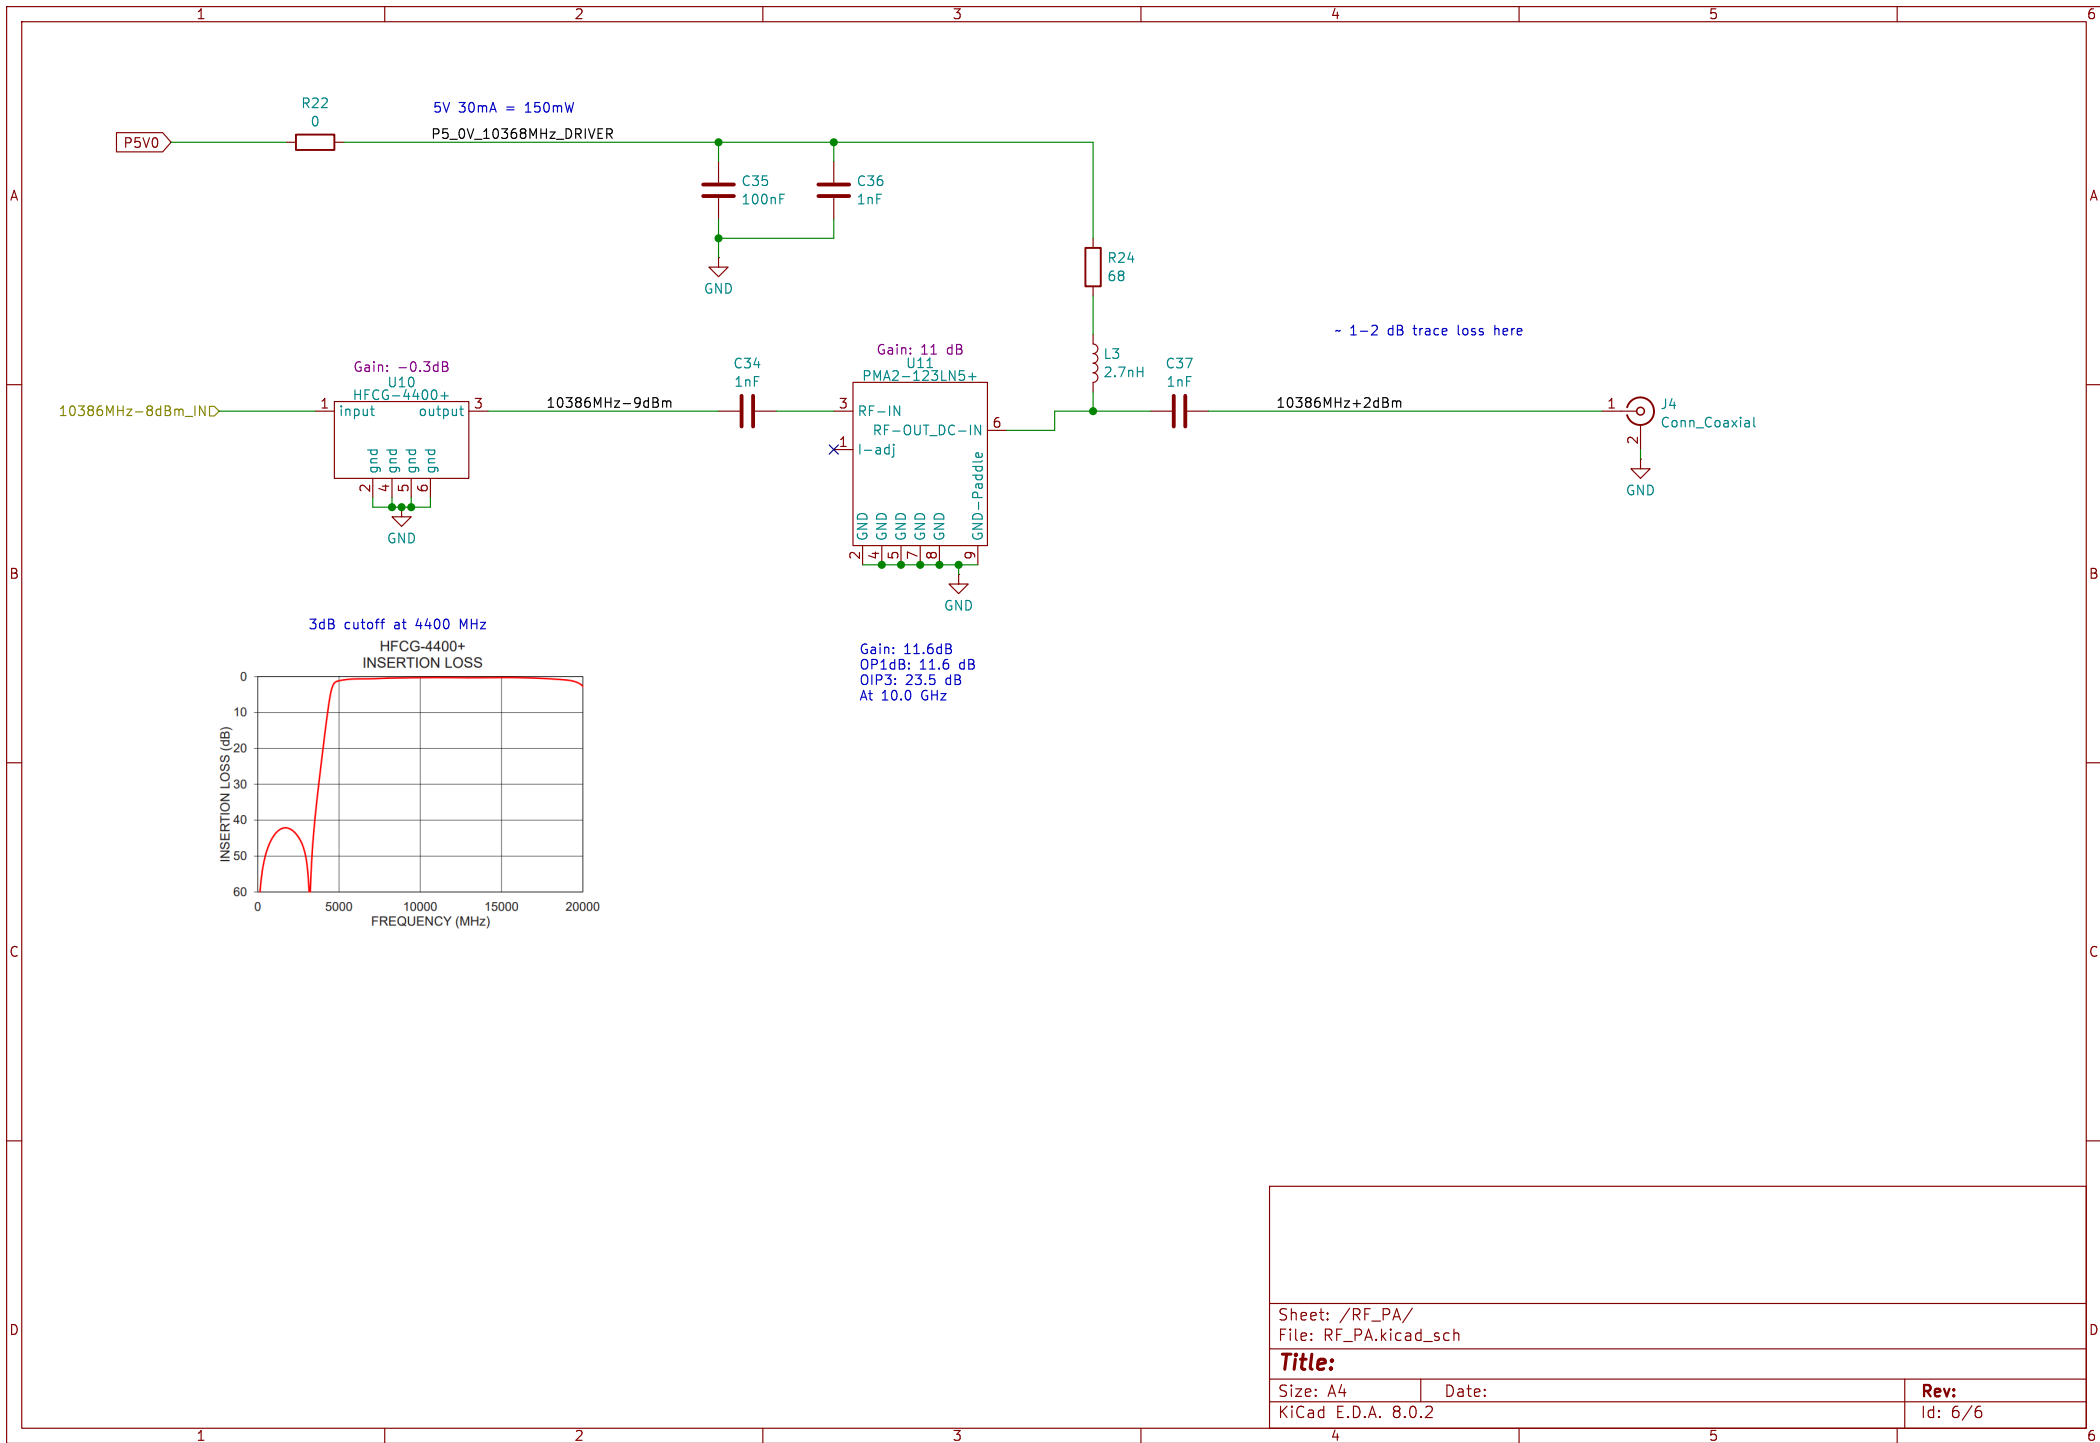 1 2 3 4 5 6
A A
B B
C C
D D
R22
0
5V 30mA = 150mW
P5V0
P5_0V_10368MHz_DRIVER
C35
100nF
C36
1nF
GND
R24
68
~ 1-2 dB trace loss here
L3
2.7nH
Gain: -0.3dB
U10
HFCG-4400+
10386MHz-8dBm_IN
1
input
output
3
gnd gnd gnd gnd
2 4 5 6
GND
10386MHz-9dBm
C34
1nF
Gain: 11 dB
U11
PMA2-123LN5+
3
RF-IN
RF-OUT_DC-IN
6
1
I-adj
GND GND GND GND GND GND-Paddle
2 4 5 7 8 9
GND
C37
1nF
10386MHz+2dBm
1
J4
Conn_Coaxial
2
GND
3dB cutoff at 4400 MHz
HFCG-4400+
INSERTION LOSS
INSERTION LOSS (dB)
0
10
20
30
40
50
60
0 5000 10000 15000 20000
FREQUENCY (MHz)
Gain: 11.6dB
OP1dB: 11.6 dB
OIP3: 23.5 dB
At 10.0 GHz
Sheet: /RF_PA/
File: RF_PA.kicad_sch
Title:
Size: A4 Date: Rev:
KiCad E.D.A. 8.0.2 Id: 6/6
1 2 3 4 5 6